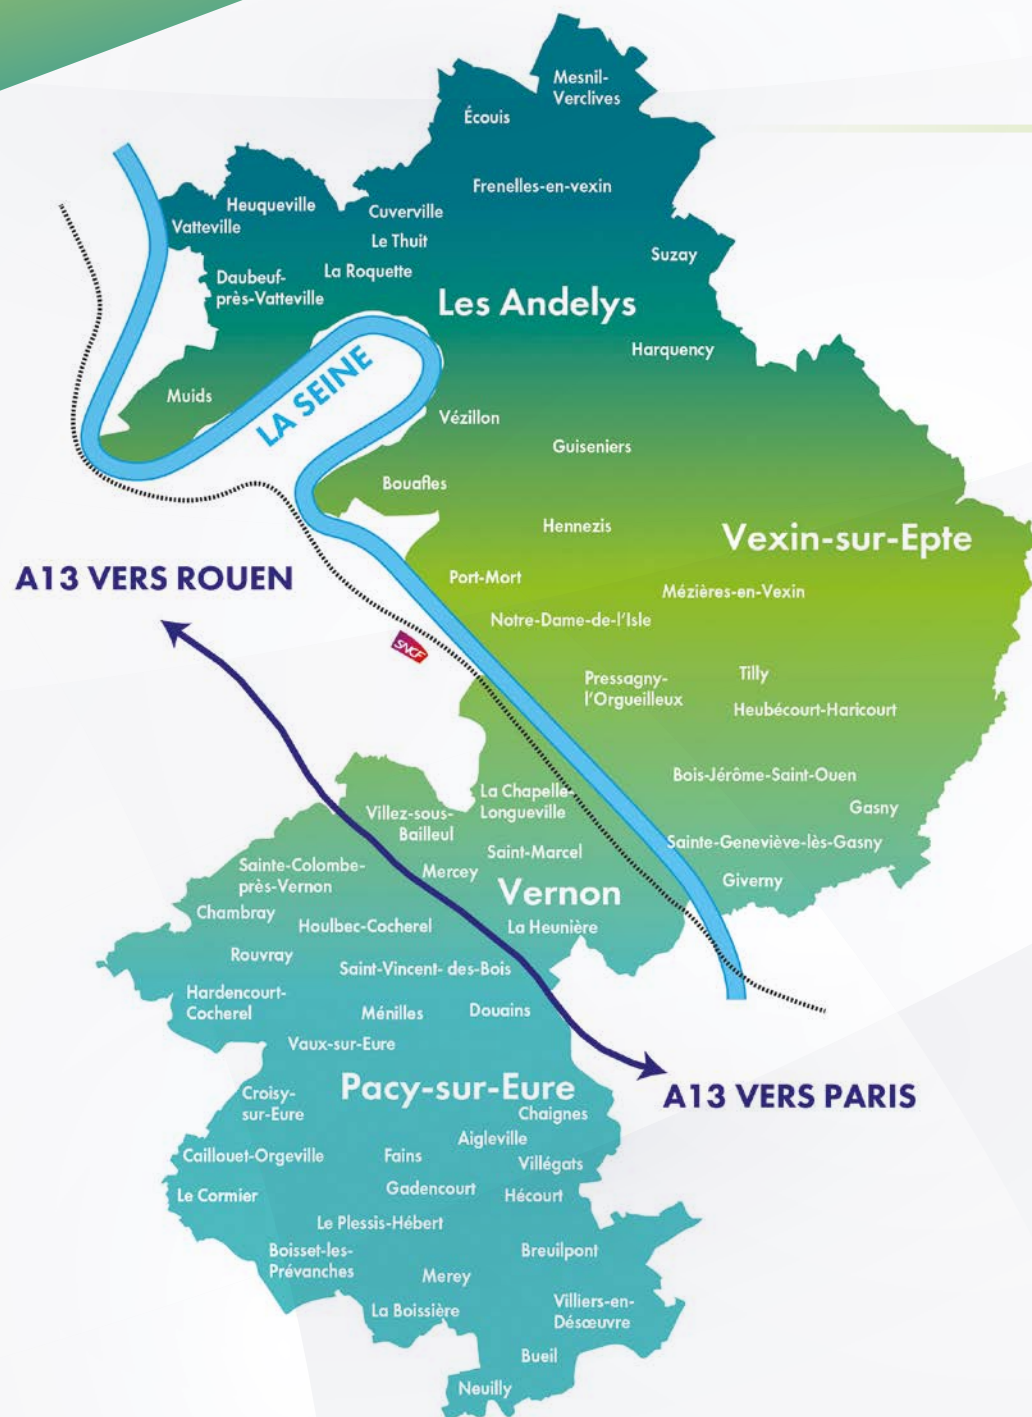 Mesnil-
Verclives
Écouis
Frenelles-en-vexin
Heuqueville
Cuverville
Vatteville
Le Thuit
Suzay
La Roquette
Daubeuf-
près-Vatteville
Les Andelys
Harquency
LA SEINE
Muids
Vézillon
Guiseniers
Bouafles
Hennezis
Vexin-sur-Epte
A13 VERS ROUEN
Port-Mort
Mézières-en-Vexin
Notre-Dame-de-l'Isle
SNCF
Pressagny-
l'Orgueilleux
Tilly
Heubécourt-Haricourt
Bois-Jérôme-Saint-Ouen
La Chapelle-
Longueville
Gasny
Villez-sous-
Bailleul
Sainte-Geneviève-lès-Gasny
Saint-Marcel
Sainte-Colombe-
près-Vernon
Mercey
Giverny
Vernon
Chambray
Houlbec-Cocherel
La Heunière
Rouvray
Saint-Vincent- des-Bois
Hardencourt-
Cocherel
Ménilles
Douains
Vaux-sur-Eure
Pacy-sur-Eure
A13 VERS PARIS
Croisy-
sur-Eure
Chaignes
Aigleville
Caillouet-Orgeville
Fains
Villégats
Le Cormier
Gadencourt
Hécourt
Le Plessis-Hébert
Boisset-les-
Prévanches
Breuilpont
Merey
La Boissière
Villiers-en-
Désœuvre
Bueil
Neuilly